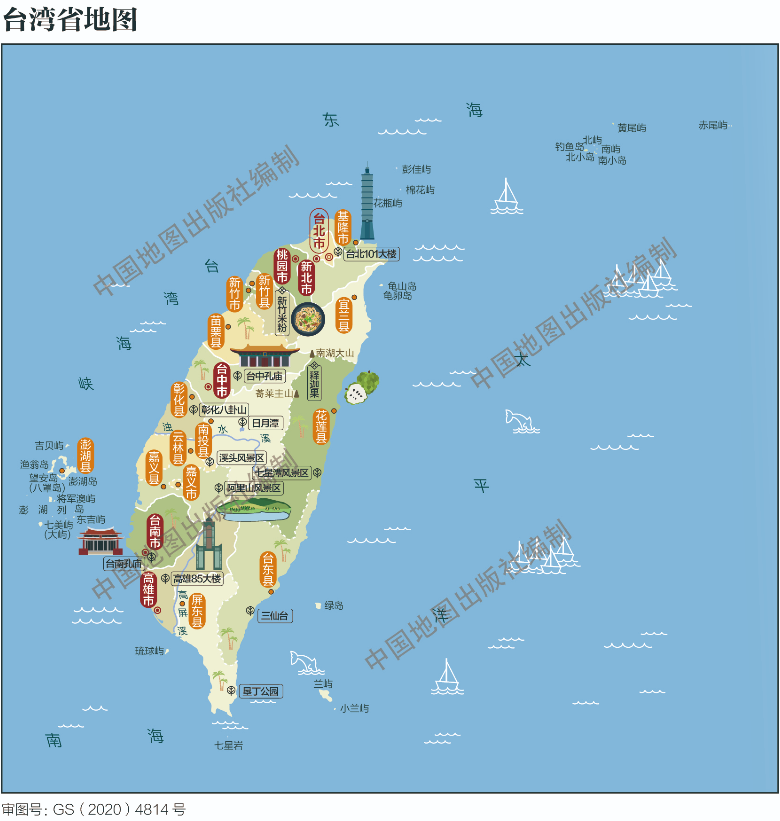 台湾省地图
东
海
黄尾屿
赤尾屿
北屿
钓鱼岛
南屿
北小岛
南小岛
彭佳屿
棉花屿
花瓶屿
中国地图出版社编制
台北市
基隆市
台北101大楼
桃园市
新北市
台
湾
海
峡
新竹市
新竹县
新竹米粉
宜兰县
龟山岛
龟卵岛
中国地图出版社编制
苗栗县
南湖大山
台中孔庙
台中市
释迦果
番菜主山
太
彰化县
彰化八卦山
日月潭
花莲县
浊
水
溪
南投县
云林县
溪头风景区
吉贝屿
澎湖县
渔翁岛
望安岛
(八罩岛)
澎湖岛
嘉义县
嘉义市
七星潭风景区
阿里山风景区
中国地图出版社编制
平
将军澳屿
澎湖列岛
东吉屿
七美屿
(大屿)
台南市
台南孔庙
高雄市
高雄85大楼
台东县
中国地图出版社编制
高
屏
溪
屏东县
三仙台
绿岛
洋
琉球屿
垦丁公园
兰屿
小兰屿
南
海
七星岩
审图号：GS（2020）4814号